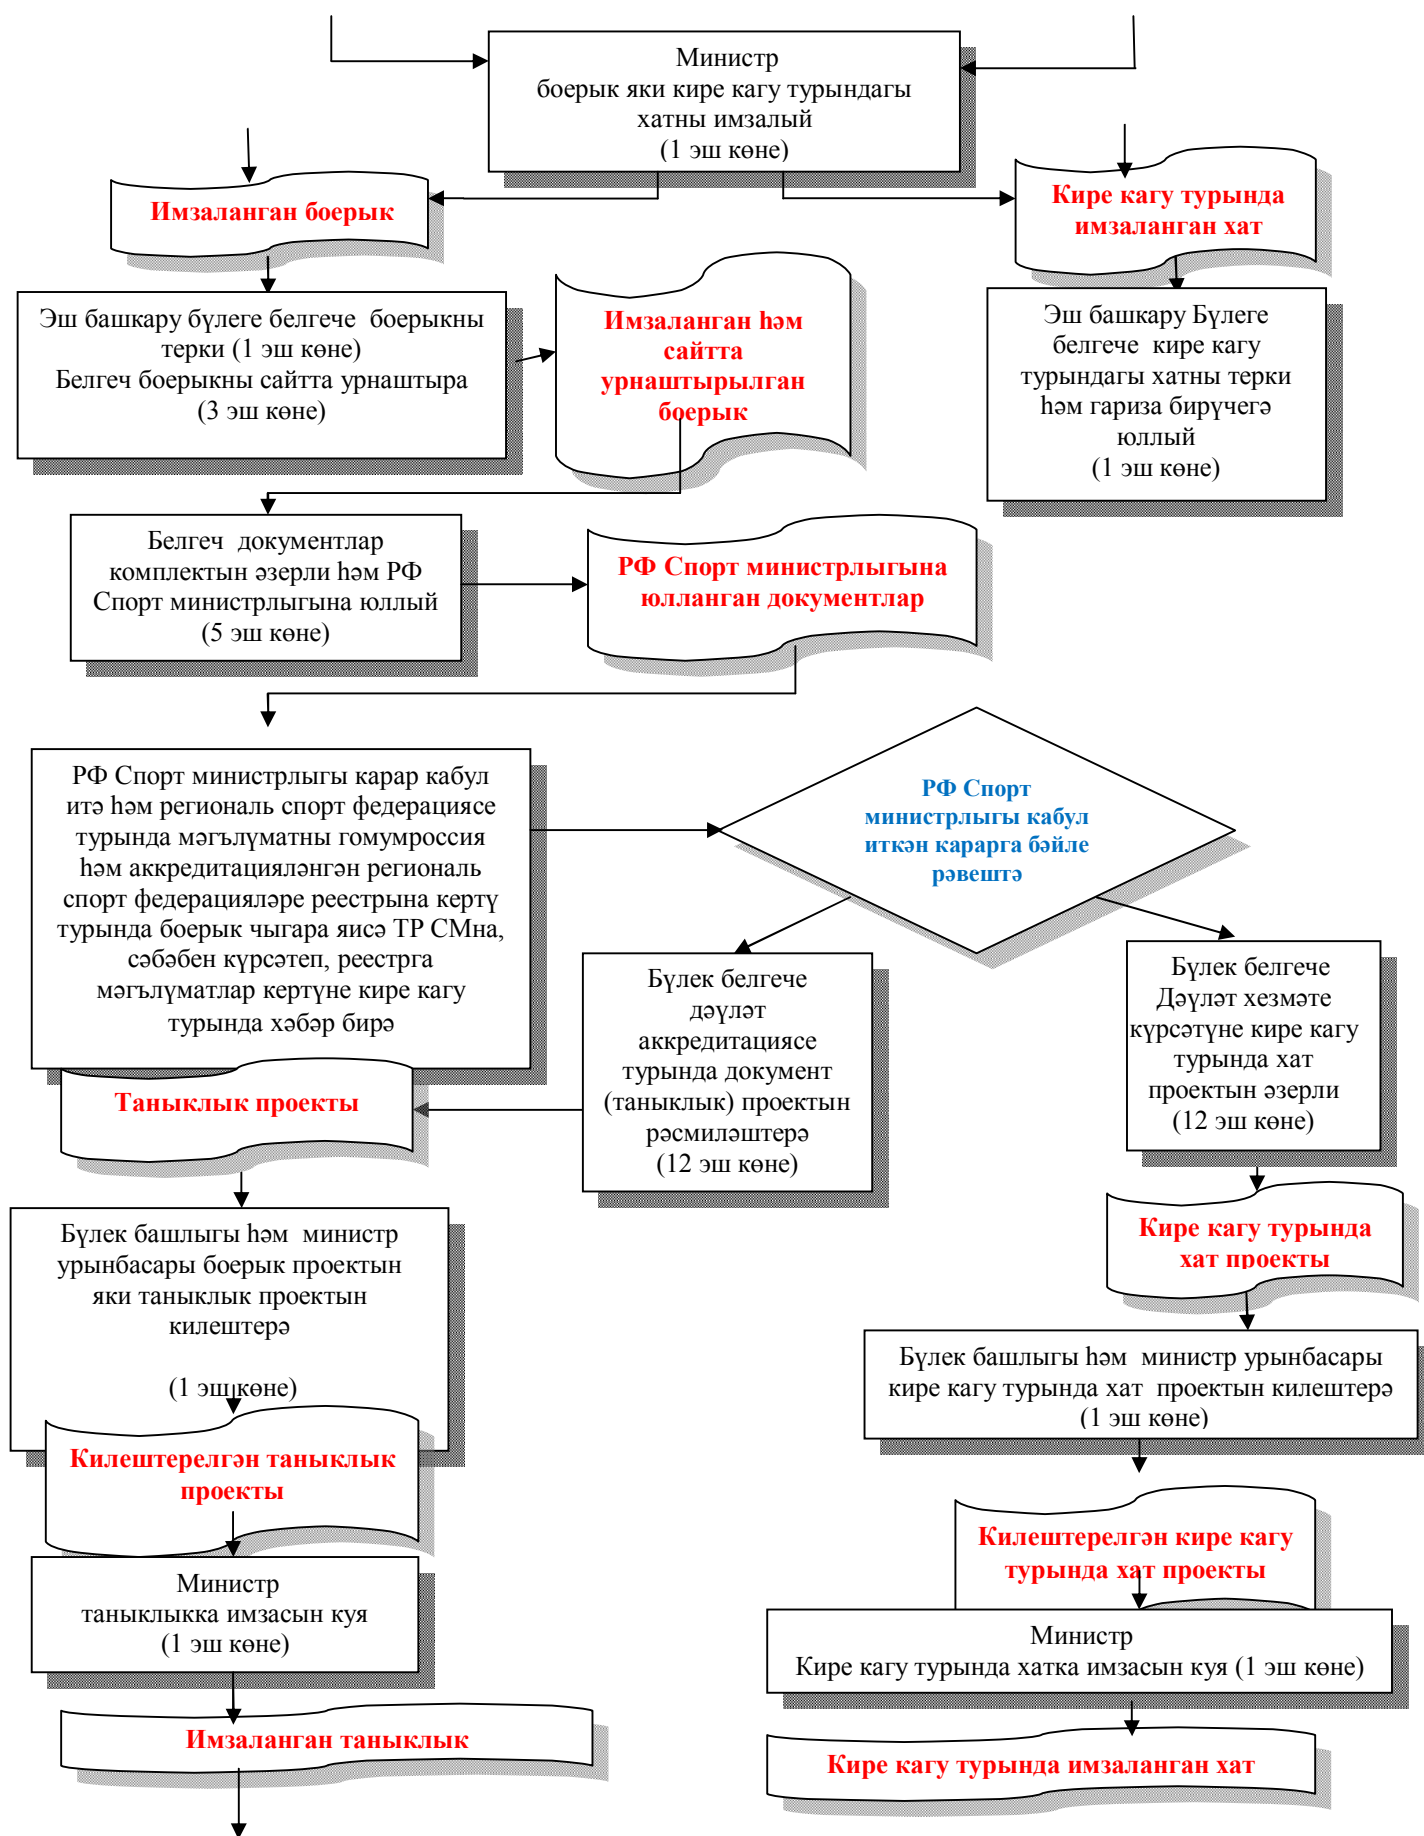 Министр
боерык яки кире кагу турындагы
хатны имзалый
(1 эш көне)
Имзаланган боерык
Кире кагу турында
имзаланган хат
Эш башкару бүлеге белгече боерыкны
терки (1 эш көне)
Белгеч боерыкны сайтта урнаштыра
(3 эш көне)
Имзаланган һәм
сайтта
урнаштырылган
боерык
Эш башкару Бүлеге
белгече кире кагу
турындагы хатны терки
һәм гариза бирүчегә
юллый
(1 эш көне)
Белгеч документлар
комплектын әзерли һәм РФ
Спорт министрлыгына юллый
(5 эш көне)
РФ Спорт министрлыгына
юлланган документлар
РФ Спорт министрлыгы карар кабул
итә һәм региональ спорт федерациясе
турында мәгълүматны гомумроссия
һәм аккредитацияләнгән региональ
спорт федерацияләре реестрына кертү
турында боерык чыгара яисә ТР СМна,
сәбәбен күрсәтеп, реестрга
мәгълүматлар кертүне кире кагу
турында хәбәр бирә
РФ Спорт
министрлыгы кабул
иткән карарга бәйле
рәвештә
Бүлек белгече
дәүләт
аккредитациясе
турында документ
(таныклык) проектын
рәсмиләштерә
(12 эш көне)
Бүлек белгече
Дәүләт хезмәте
күрсәтүне кире кагу
турында хат
проектын әзерли
(12 эш көне)
Таныклык проекты
Кире кагу турында
хат проекты
Бүлек башлыгы һәм министр
урынбасары боерык проектын
яки таныклык проектын
килештерә
(1 эш көне)
Бүлек башлыгы һәм министр урынбасары
кире кагу турында хат проектын килештерә
(1 эш көне)
Килештерелгән таныклык
проекты
Килештерелгән кире кагу
турында хат проекты
Министр
таныклыкка имзасын куя
(1 эш көне)
Министр
Кире кагу турында хатка имзасын куя (1 эш көне)
Имзаланган таныклык
Кире кагу турында имзаланган хат